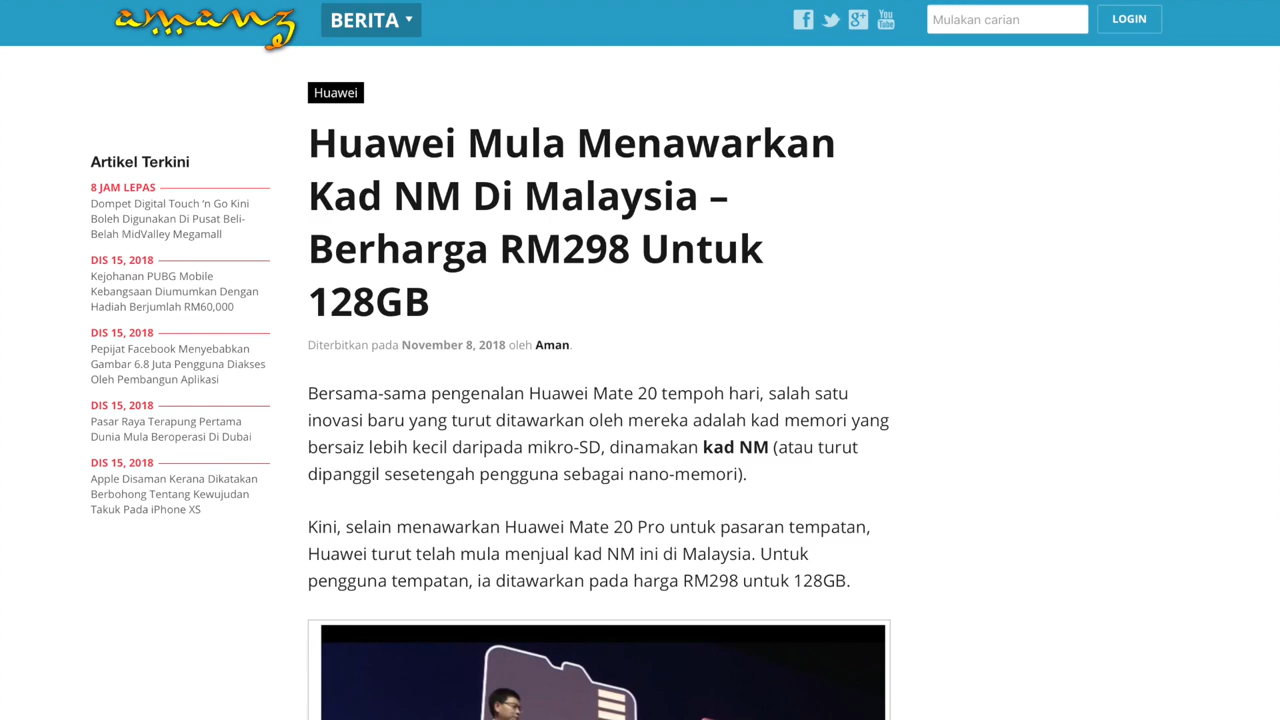 amanz
BERITA
Mulakan carian
LOGIN
Huawei
Huawei Mula Menawarkan
Kad NM Di Malaysia –
Berharga RM298 Untuk
128GB
Diterbitkan pada November 8, 2018 oleh Aman.
Artikel Terkini
8 JAM LEPAS
Dompet Digital Touch ‘n Go Kini
Boleh Digunakan Di Pusat Beli-
Belah MidValley Megamall
DIS 15, 2018
Kejohanan PUBG Mobile
Kebangsaan Diumumkan Dengan
Hadiah Berjumlah RM60,000
DIS 15, 2018
Pepijat Facebook Menyebabkan
Gambar 6.8 Juta Pengguna Diakses
Oleh Pembangun Aplikasi
DIS 15, 2018
Pasar Raya Terapung Pertama
Dunia Mula Beroperasi Di Dubai
DIS 15, 2018
Apple Disaman Kerana Dikatakan
Berbohong Tentang Kewujudan
Takuk Pada iPhone XS
Bersama-sama pengenalan Huawei Mate 20 tempoh hari, salah satu
inovasi baru yang turut ditawarkan oleh mereka adalah kad memori yang
bersaiz lebih kecil daripada mikro-SD, dinamakan kad NM (atau turut
dipanggil sesetengah pengguna sebagai nano-memori).
Kini, selain menawarkan Huawei Mate 20 Pro untuk pasaran tempatan,
Huawei turut telah mula menjual kad NM ini di Malaysia. Untuk
pengguna tempatan, ia ditawarkan pada harga RM298 untuk 128GB.